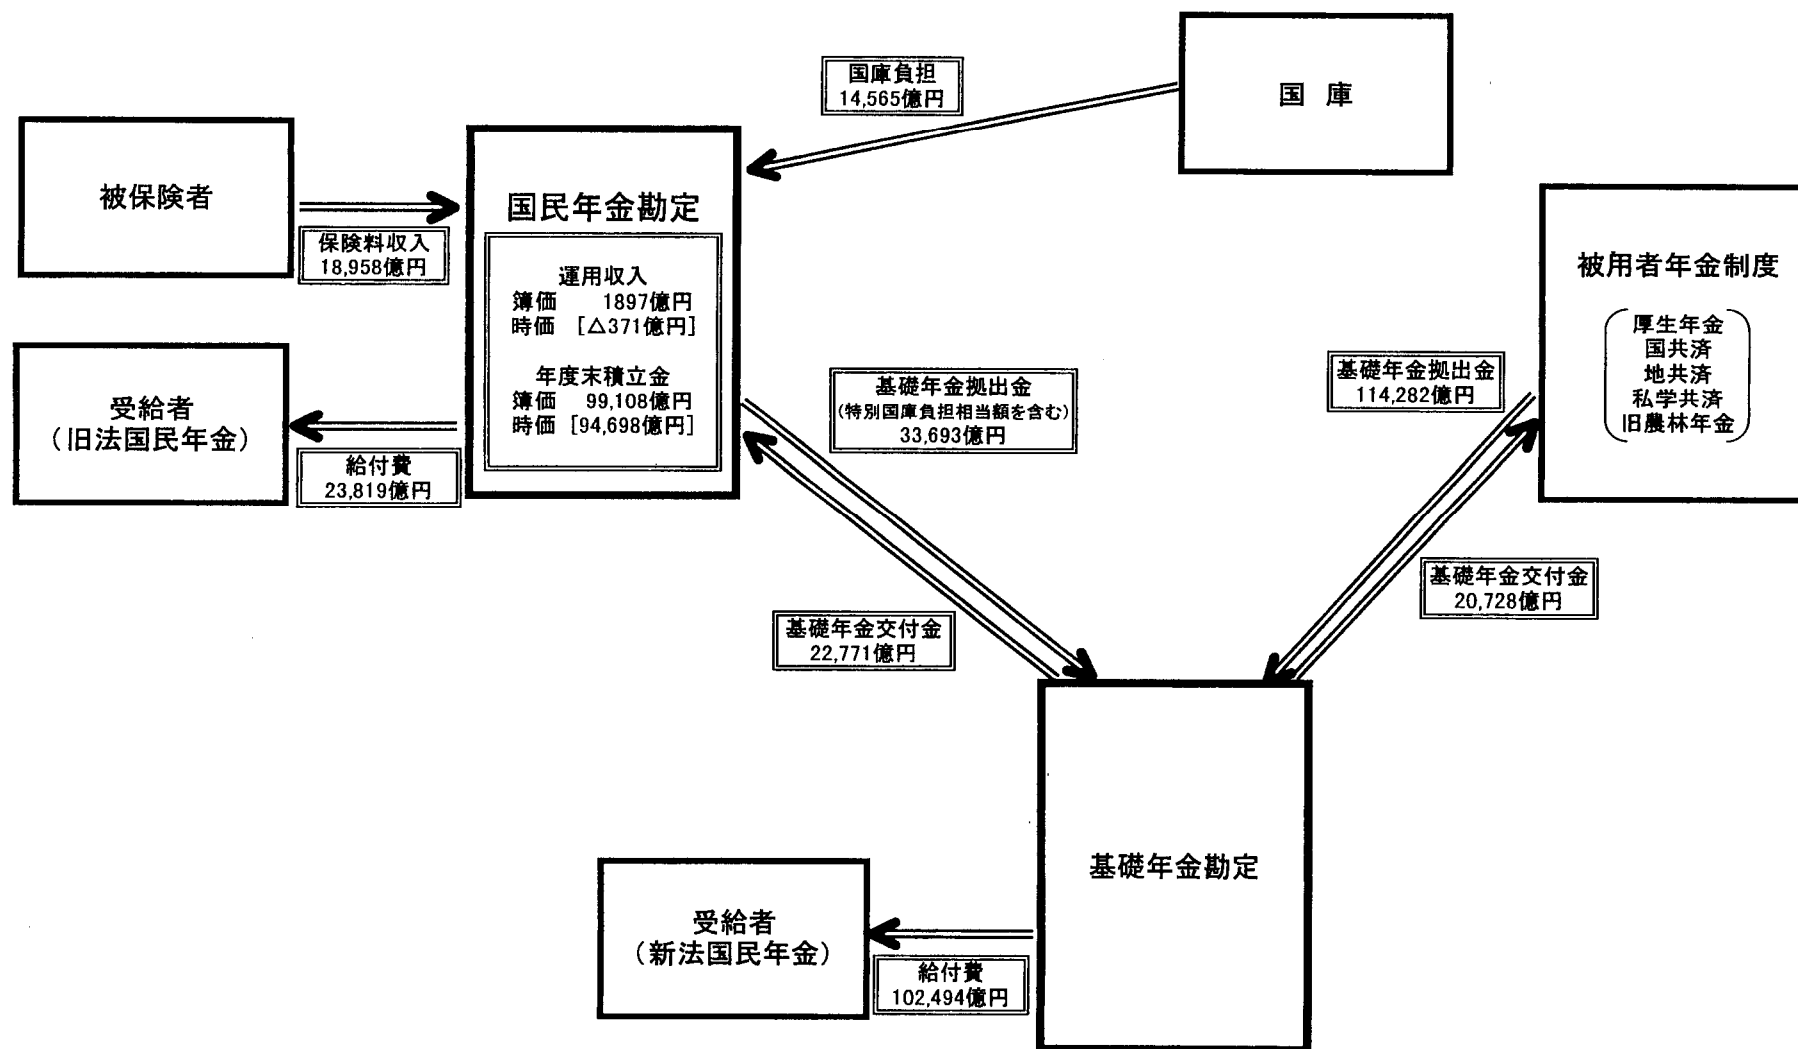 国庫負担
14,565億円
国 庫
被保険者
保険料収入
18,958億円
国民年金勘定
運用収入
簿価 1897億円
時価 [△371億円]
年度末積立金
簿価 99,108億円
時価 [94,698億円]
受給者
(旧法国民年金)
給付費
23,819億円
基礎年金拠出金
(特別国庫負担相当額を含む)
33,693億円
基礎年金交付金
22,771億円
被用者年金制度
厚生年金
国共済
地共済
私学共済
旧農林年金
基礎年金拠出金
114,282億円
基礎年金交付金
20,728億円
基礎年金勘定
受給者
(新法国民年金)
給付費
102,494億円